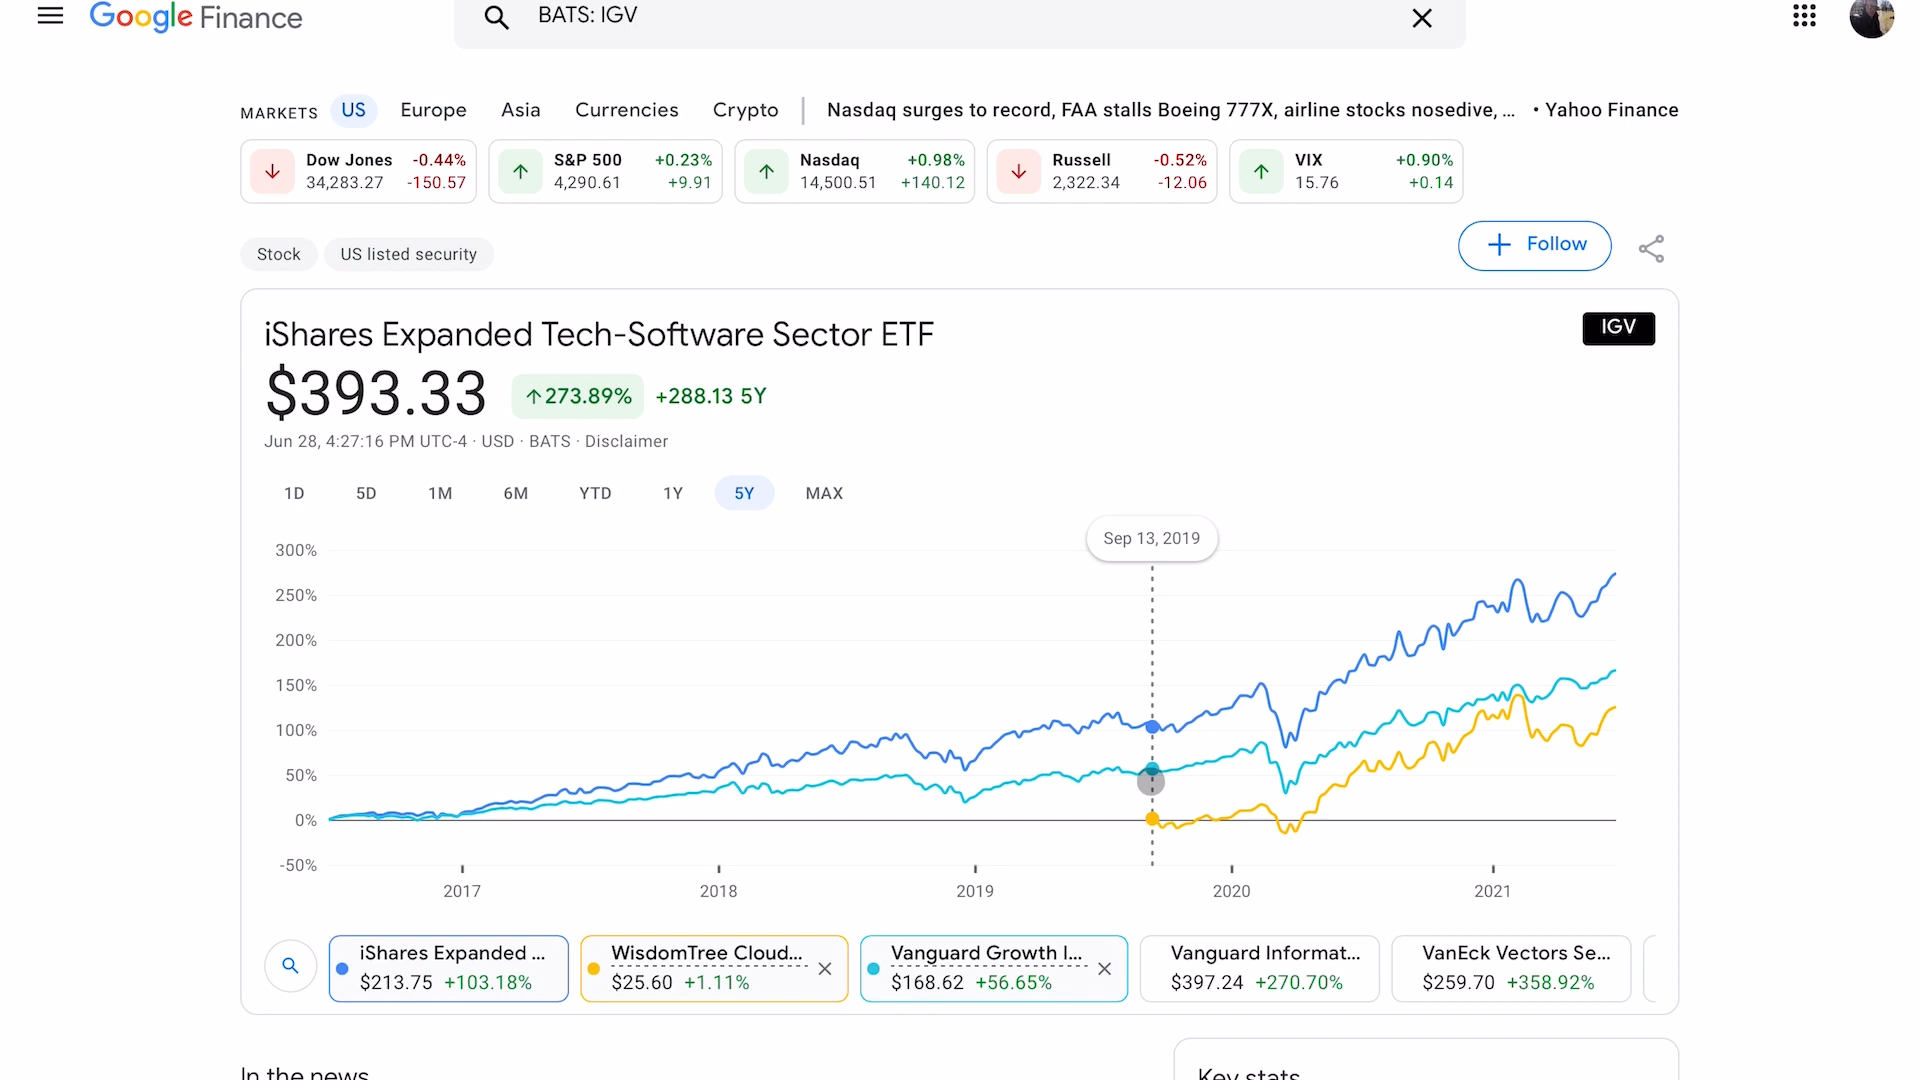 Google Finance
BATS: IGV
MARKETS US Europe Asia Currencies Crypto Nasdaq surges to record, FAA stalls Boeing 777X, airline stocks nosedive, ... • Yahoo Finance
Dow Jones -0.44%
34,283.27 -150.57
S&P 500 +0.23%
4,290.61 +9.91
Nasdaq +0.98%
14,500.51 +140.12
Russell -0.52%
2,322.34 -12.06
VIX +0.90%
15.76 +0.14
Stock US listed security
Follow
iShares Expanded Tech-Software Sector ETF
IGV
$393.33 ↑273.89% +288.13 5Y
Jun 28, 4:27:16 PM UTC-4 · USD · BATS · Disclaimer
1D 5D 1M 6M YTD 1Y 5Y MAX
Sep 13, 2019
300%
250%
200%
150%
100%
50%
0%
-50%
2017 2018 2019 2020 2021
iShares Expanded ...
$213.75 +103.18%
WisdomTree Cloud...
$25.60 +1.11%
Vanguard Growth I...
$168.62 +56.65%
Vanguard Informat...
$397.24 +270.70%
VanEck Vectors Se...
$259.70 +358.92%
In the news
Key stats